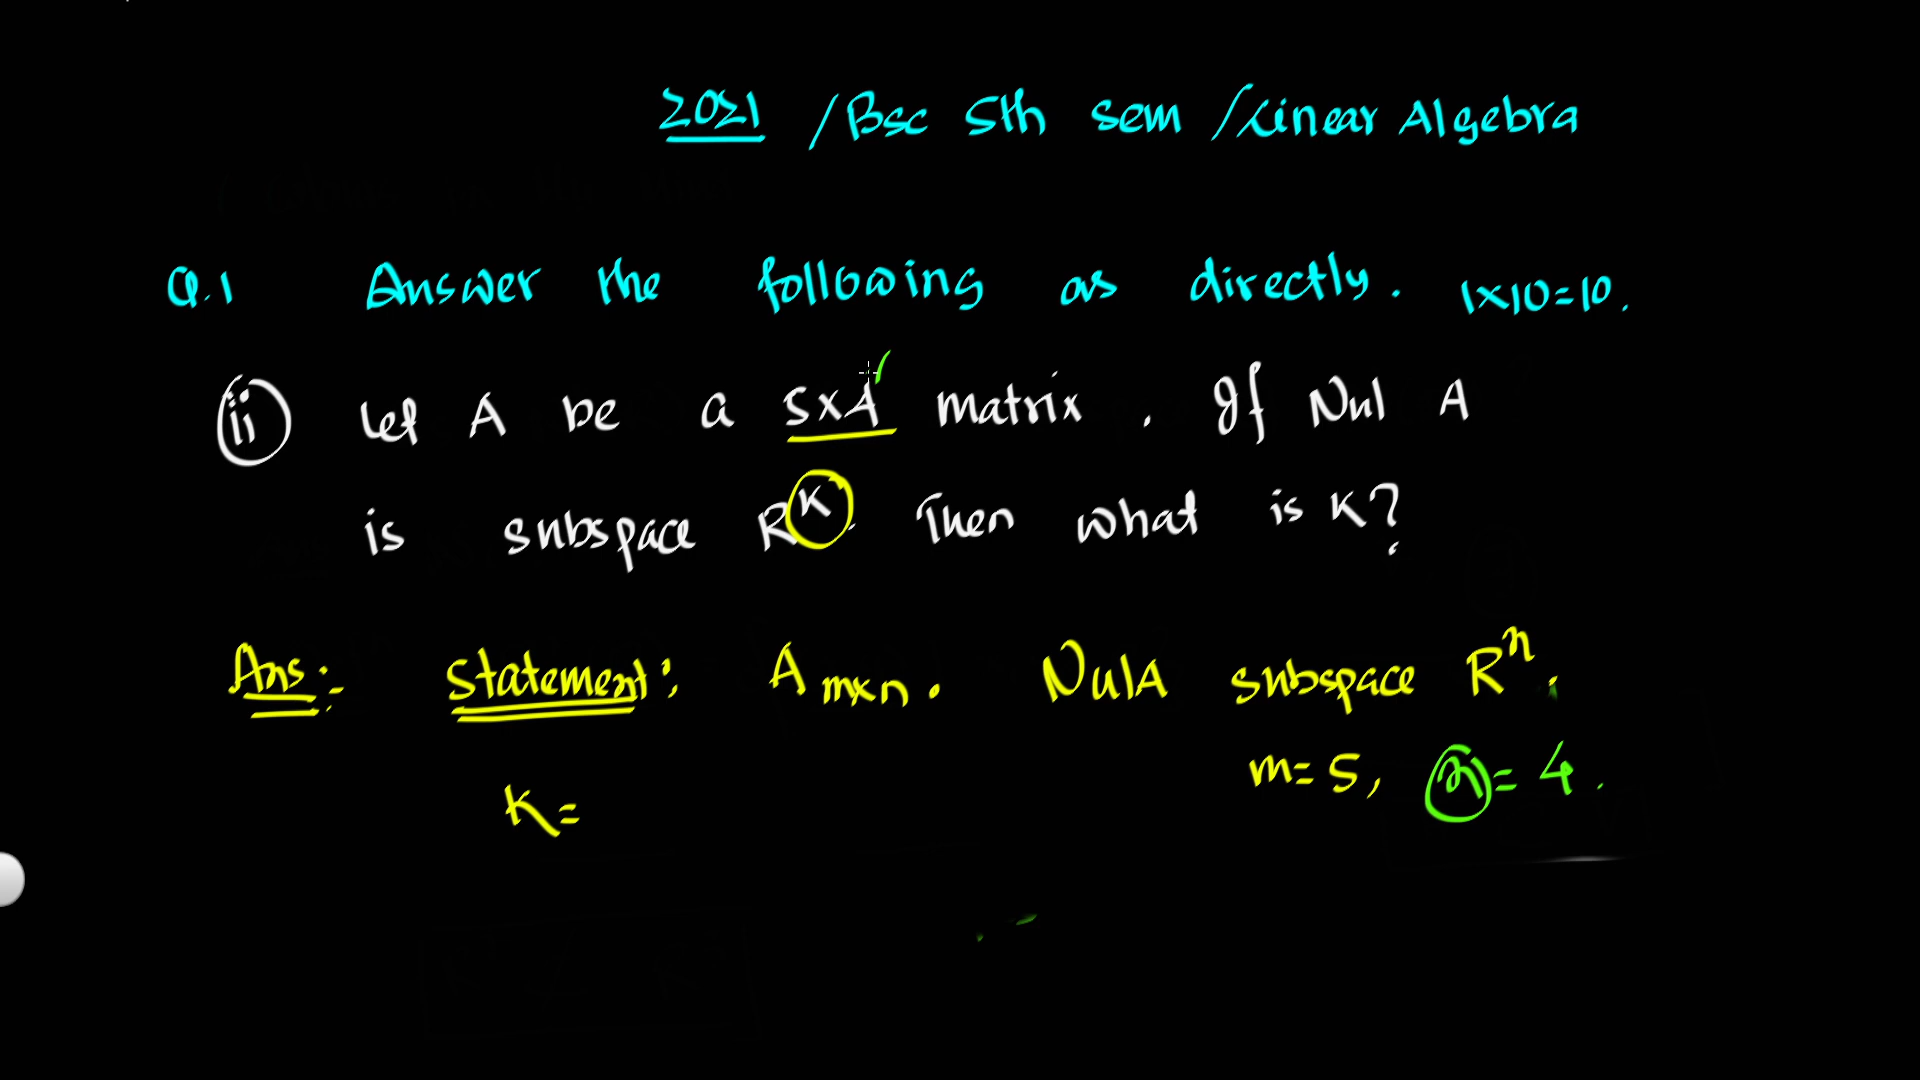 2021 / Bsc 5th sem / Linear Algebra
Q.1 Answer the following as directly. 1x10=10.
ii Let A be a 5x4 matrix. If Nul A
is subspace R^K. Then what is K?
Ans:- Statement: A mxn. NulA subspace R^n.
m=5, n=4.
K=